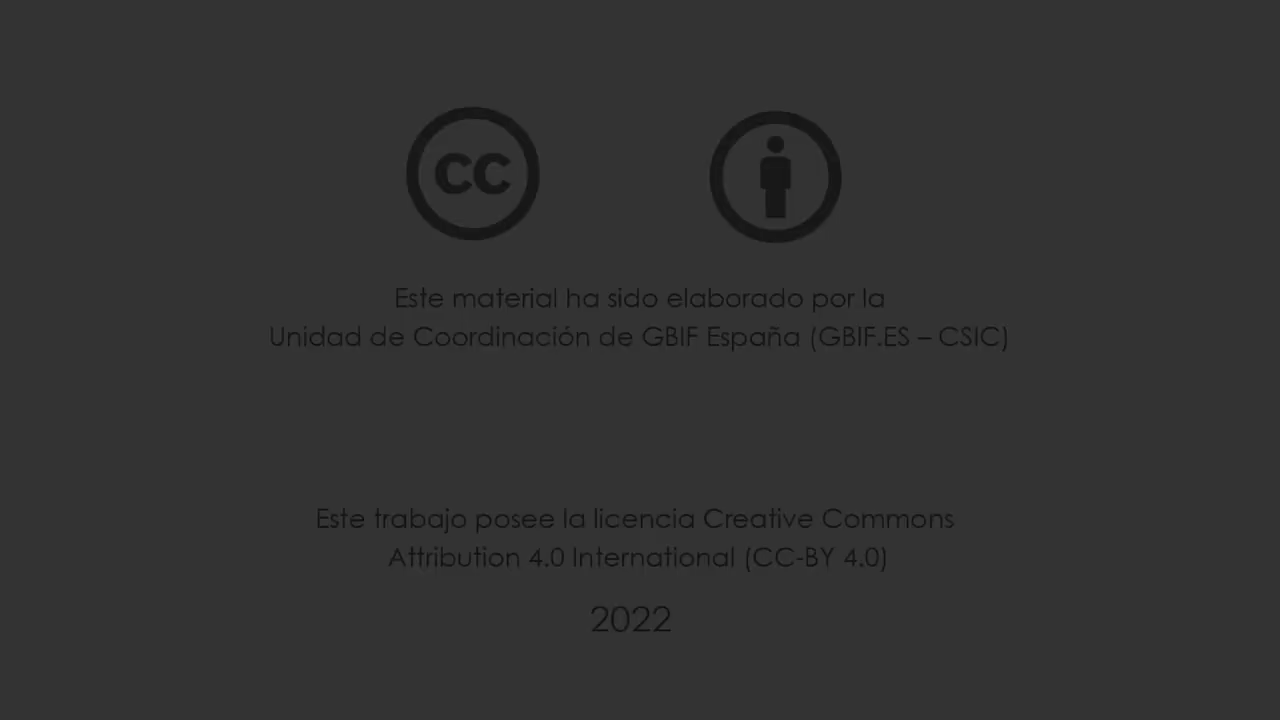 CC
Este material ha sido elaborado por la
Unidad de Coordinación de GBIF España (GBIF.ES – CSIC)
Este trabajo posee la licencia Creative Commons
Attribution 4.0 International (CC-BY 4.0)
2022